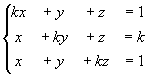 kx + y + z = 1
x + ky + z = k
x + y + kz = 1